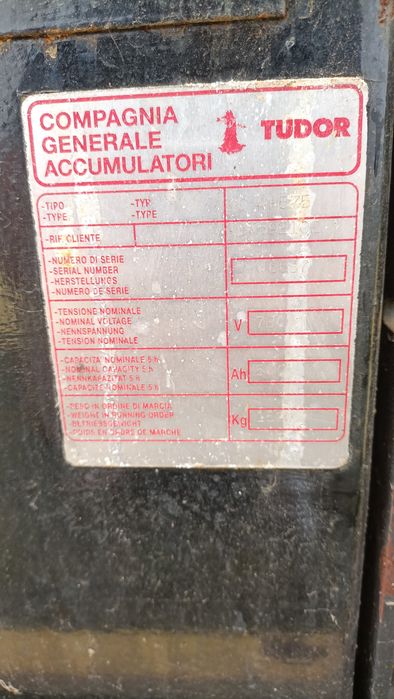 COMPAGNIA
GENERALE
ACCUMULATORI
TUDOR
-TIPO -TYP
-TYPE -TYPE
-RIF CLIENTE
-NUMERO DI SERIE
-SERIAL NUMBER
-HERSTELLUNGS
-NUMERO DE SERIE
-TENSIONE NOMINALE
-NOMINAL VOLTAGE
-NENNSPANNUNG
-TENSION NOMINALE
V
-CAPACITA NOMINALE 5 h
-NOMINAL CAPACITY 5 h
-NENNKAPAZITAT 5 h
-CAPACITE NOMINALE 5 h
Ah
-PESO IN ORDINE DI MARCIA
-WEIGHE IN RUNNING ORDER
-BETRIEBSGEWICHT
-POIDS EN ORDRS DE MARCHE
Kg